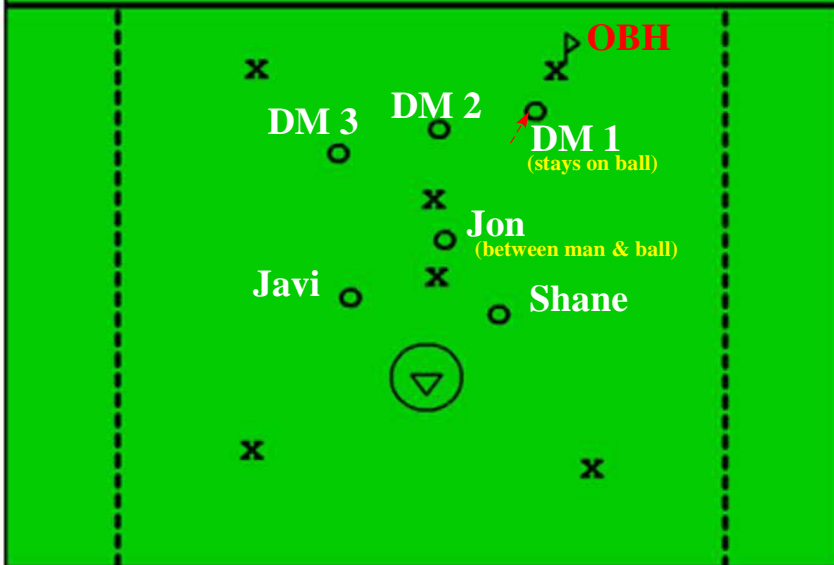 OBH
x
x
DM 3
DM 2
DM 1
(stays on ball)
x
Jon
(between man & ball)
x
Javi
Shane
x
x